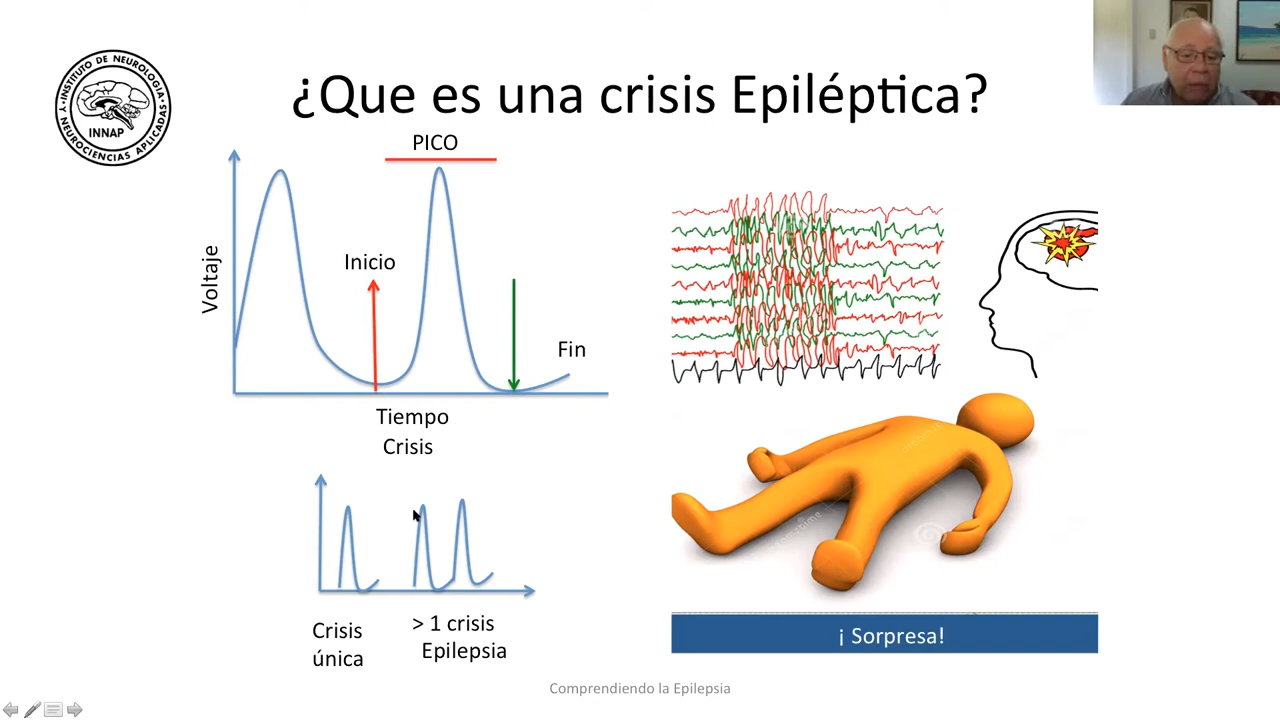 INSTITUTO DE NEUROLOGIA
NEUROCIENCIAS APLICADAS
INNAP
¿Que es una crisis Epiléptica?
PICO
Voltaje
Inicio
Fin
Tiempo
Crisis
Crisis
única
> 1 crisis
Epilepsia
¡ Sorpresa!
Comprendiendo la Epilepsia